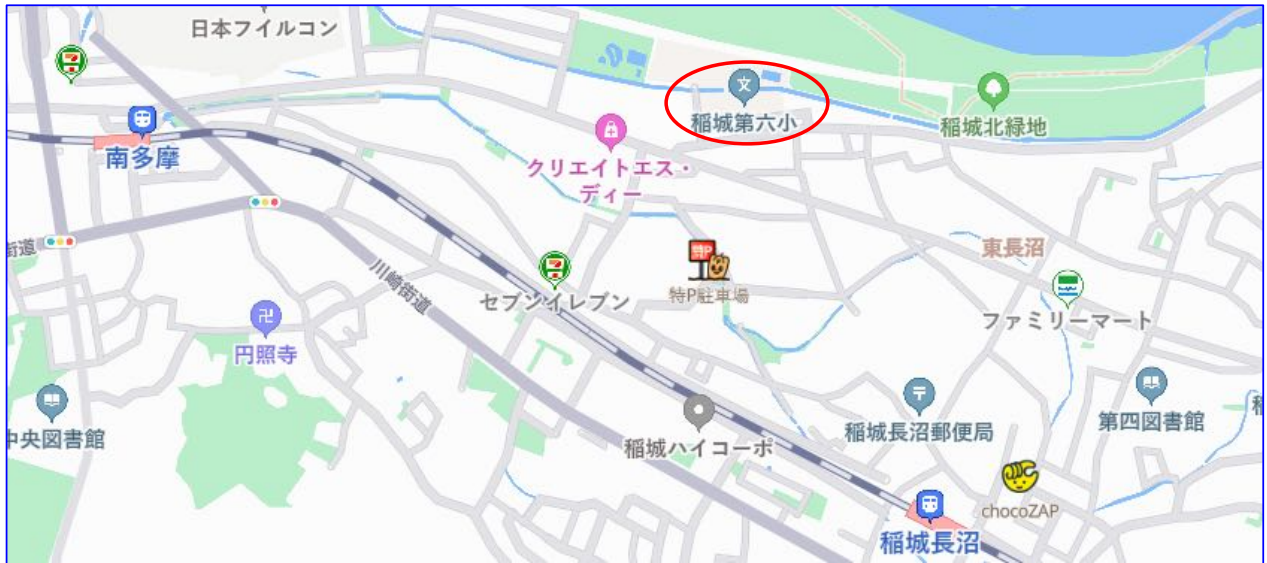 日本フイルコン
文
稲城第六小
稲城北緑地
南多摩
クリエイトエス・
ディー
東長沼
街道
川崎街道
セブンイレブン
特P
特P駐車場
ファミリーマート
円照寺
中央図書館
稲城ハイコーポ
稲城長沼郵便局
第四図書館
chocoZAP
稲城長沼